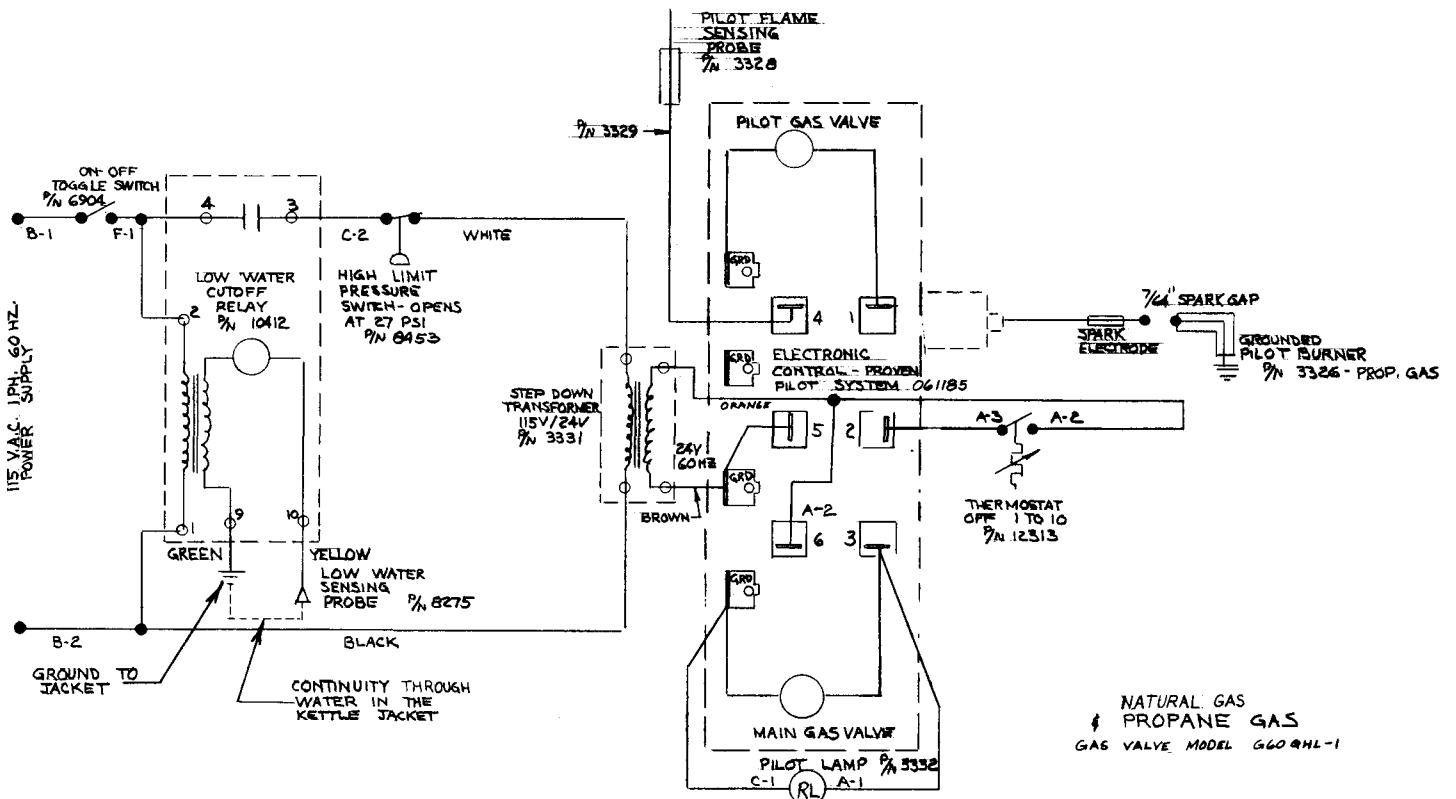 PILOT FLAME
SENSING
PROBE
P/N 3328
P/N 3329
PILOT GAS VALVE
ON-OFF
TOGGLE SWITCH
P/N 6904
B-1
F-1
4
3
C-2
WHITE
LOW WATER
CUTOFF
RELAY
P/N 10412
HIGH LIMIT
PRESSURE
SWITCH - OPENS
AT 27 PSI
P/N 8453
2
1
9
10
GREEN
YELLOW
LOW WATER
SENSING
PROBE P/N 8275
115 V.A.C. 1PH. 60 HZ.
POWER SUPPLY
B-2
BLACK
GROUND TO
JACKET
CONTINUITY THROUGH
WATER IN THE
KETTLE JACKET
STEP DOWN
TRANSFORMER
115V/24V
P/N 3331
24V
60HZ
ORANGE
BROWN
GRD
4
1
GRD
ELECTRONIC
CONTROL - PROVEN
PILOT SYSTEM 061185
5
2
GRD
A-2
6
3
GRD
MAIN GAS VALVE
PILOT LAMP P/N 3332
C-1
RL
A-1
7/64" SPARK GAP
SPARK
ELECTRODE
GROUNDED
PILOT BURNER
P/N 3326 - PROP. GAS
A-3
A-2
THERMOSTAT
OFF 1 TO 10
P/N 12313
NATURAL GAS
& PROPANE GAS
GAS VALVE MODEL G60QHL-1